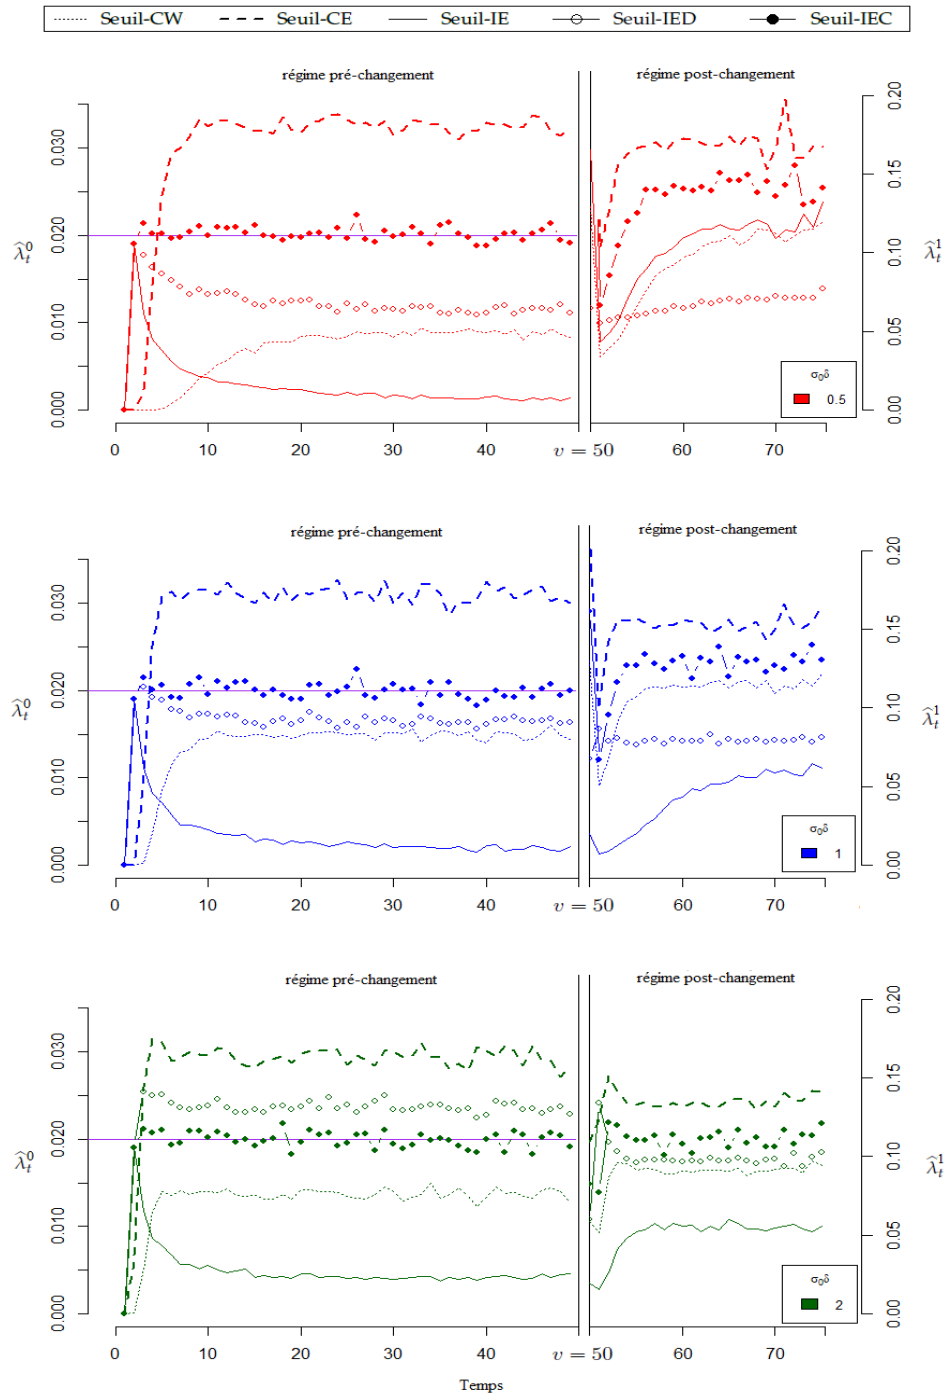 Seuil-CW Seuil-CE Seuil-IE Seuil-IED Seuil-IEC
régime pré-changement régime post-changement
0.000 0.010 0.020 0.030
λ̂ₜ⁰
0.00 0.05 0.10 0.15 0.20
λ̂ₜ¹
σ₀δ
0.5
0 10 20 30 40 v = 50 60 70
régime pré-changement régime post-changement
0.000 0.010 0.020 0.030
λ̂ₜ⁰
0.00 0.05 0.10 0.15 0.20
λ̂ₜ¹
σ₀δ
1
0 10 20 30 40 v = 50 60 70
régime pré-changement régime post-changement
0.000 0.010 0.020 0.030
λ̂ₜ⁰
0.00 0.05 0.10 0.15 0.20
λ̂ₜ¹
σ₀δ
2
0 10 20 30 40 v = 50 60 70
Temps